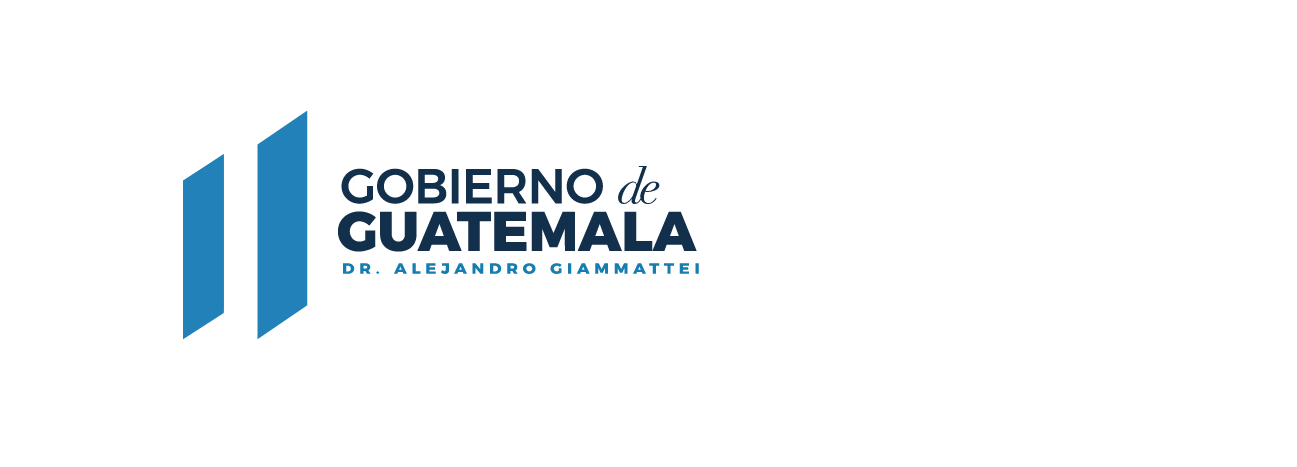 GOBIERNO de
GUATEMALA
DR. ALEJANDRO GIAMMATTEI